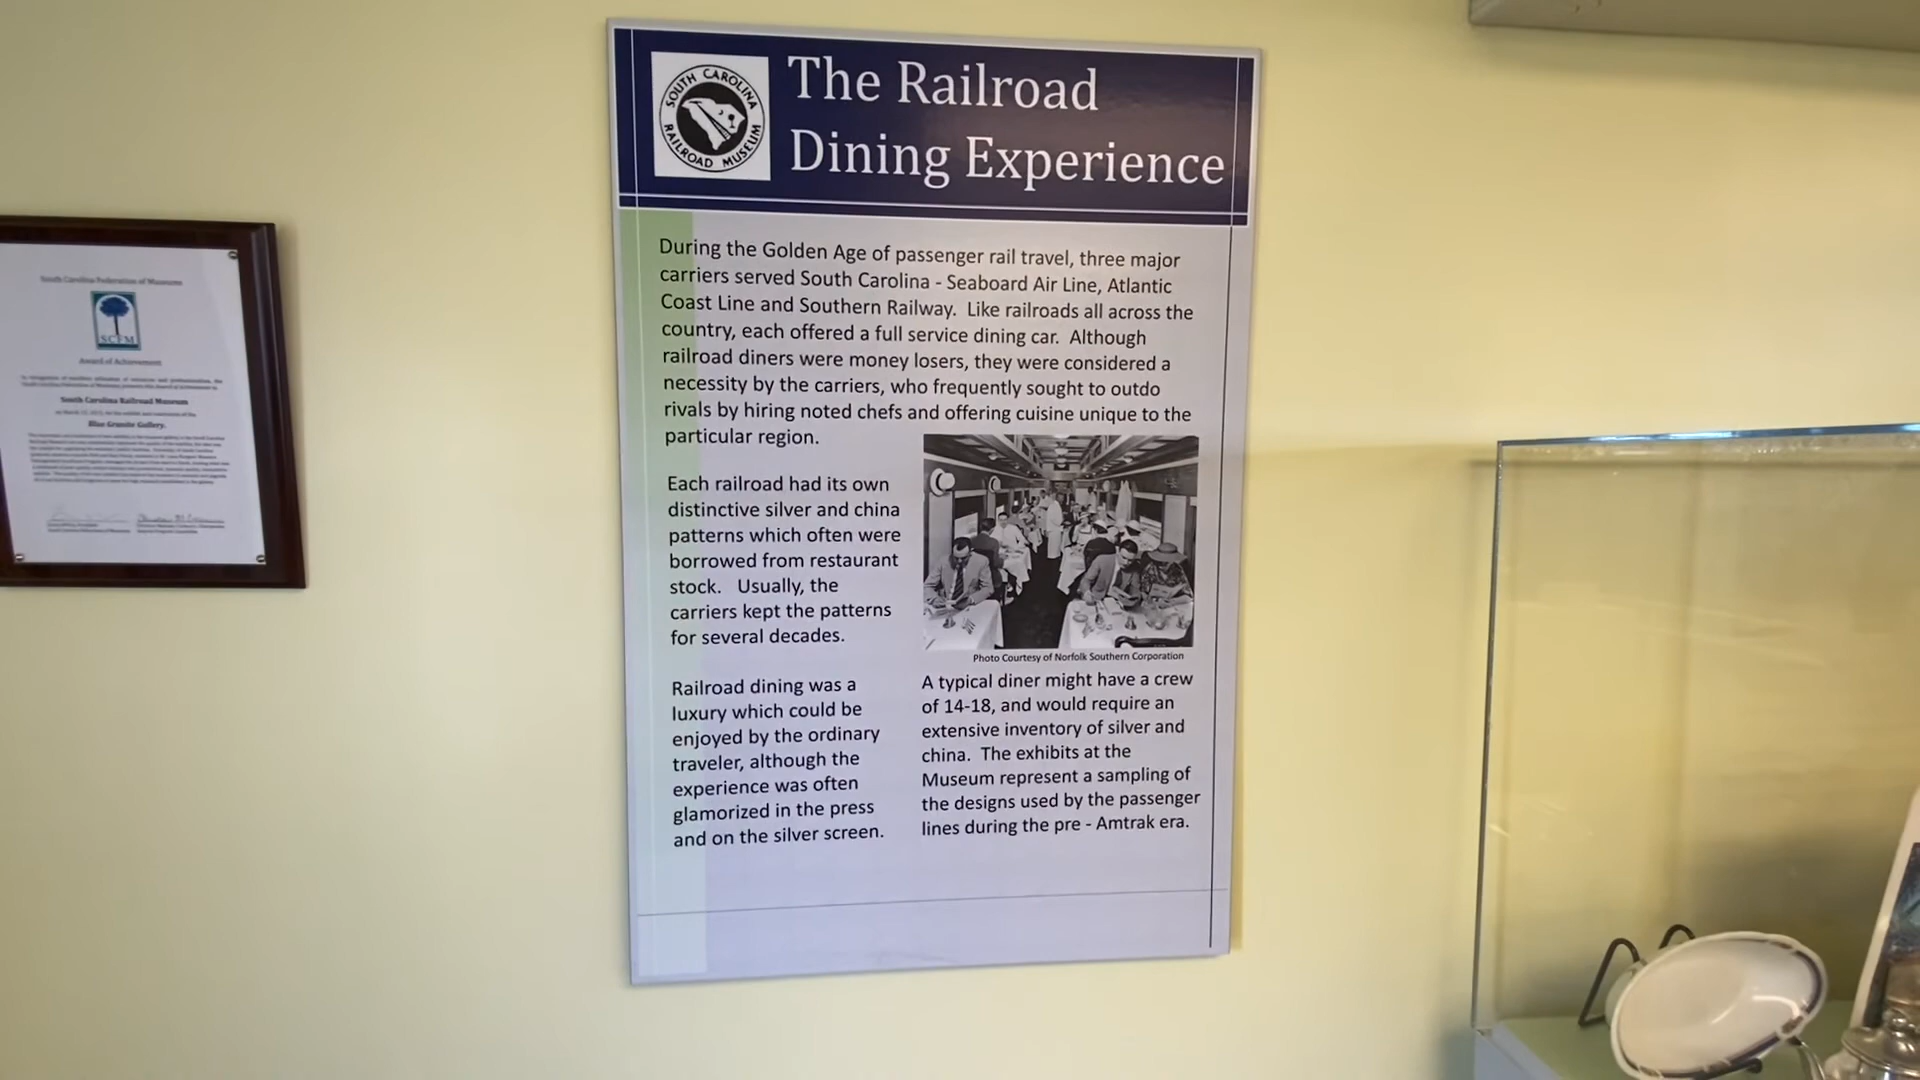 South Carolina Federation of Museums
SCFM
Award of Achievement
South Carolina Railroad Museum
Blue Granite Gallery.
SOUTH CAROLINA
RAILROAD MUSEUM
The Railroad
Dining Experience
During the Golden Age of passenger rail travel, three major
carriers served South Carolina - Seaboard Air Line, Atlantic
Coast Line and Southern Railway. Like railroads all across the
country, each offered a full service dining car. Although
railroad diners were money losers, they were considered a
necessity by the carriers, who frequently sought to outdo
rivals by hiring noted chefs and offering cuisine unique to the
particular region.
Each railroad had its own
distinctive silver and china
patterns which often were
borrowed from restaurant
stock. Usually, the
carriers kept the patterns
for several decades.
Railroad dining was a
luxury which could be
enjoyed by the ordinary
traveler, although the
experience was often
glamorized in the press
and on the silver screen.
Photo Courtesy of Norfolk Southern Corporation
A typical diner might have a crew
of 14-18, and would require an
extensive inventory of silver and
china. The exhibits at the
Museum represent a sampling of
the designs used by the passenger
lines during the pre - Amtrak era.